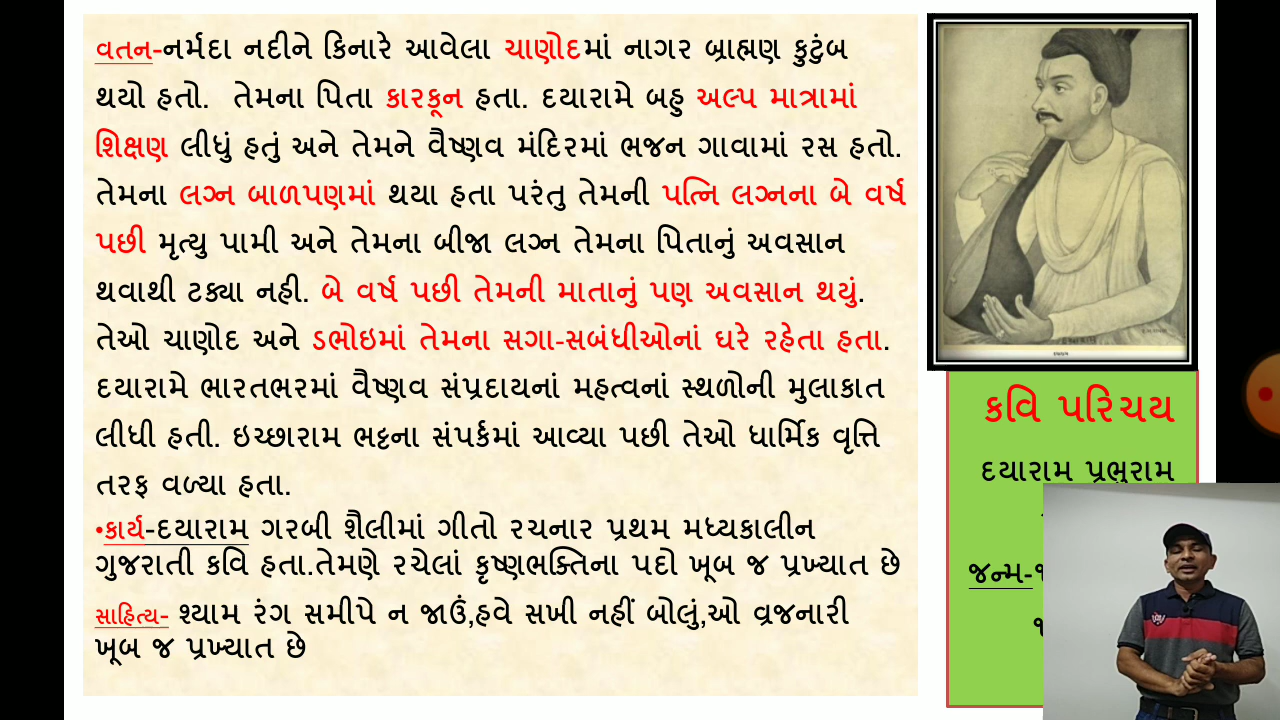 વતન-નર્મદા નદીને કિનારે આવેલા ચાણોદમાં નાગર બ્રાહ્મણ કુટુંબ
થયો હતો. તેમના પિતા કારકૂન હતા. દયારામે બહુ અલ્પ માત્રામાં
શિક્ષણ લીધું હતું અને તેમને વૈષ્ણવ મંદિરમાં ભજન ગાવામાં રસ હતો.
તેમના લગ્ન બાળપણમાં થયા હતા પરંતુ તેમની પત્નિ લગ્નના બે વર્ષ
પછી મૃત્યુ પામી અને તેમના બીજા લગ્ન તેમના પિતાનું અવસાન
થવાથી ટક્યા નહી. બે વર્ષ પછી તેમની માતાનું પણ અવસાન થયું.
તેઓ ચાણોદ અને ડભોઇમાં તેમના સગા-સબંધીઓનાં ઘરે રહેતા હતા.
દયારામે ભારતભરમાં વૈષ્ણવ સંપ્રદાયનાં મહત્વનાં સ્થળોની મુલાકાત
લીધી હતી. ઇચ્છારામ ભટ્ટના સંપર્કમાં આવ્યા પછી તેઓ ધાર્મિક વૃત્તિ
તરફ વળ્યા હતા.
•કાર્ય-દયારામ ગરબી શૈલીમાં ગીતો રચનાર પ્રથમ મધ્યકાલીન
ગુજરાતી કવિ હતા.તેમણે રચેલાં કૃષ્ણભક્તિના પદો ખૂબ જ પ્રખ્યાત છે
સાહિત્ય- શ્યામ રંગ સમીપે ન જાઉં,હવે સખી નહીં બોલું,ઓ વ્રજનારી
ખૂબ જ પ્રખ્યાત છે
કવિ પરિચય
દયારામ પ્રભુરામ
જન્મ-